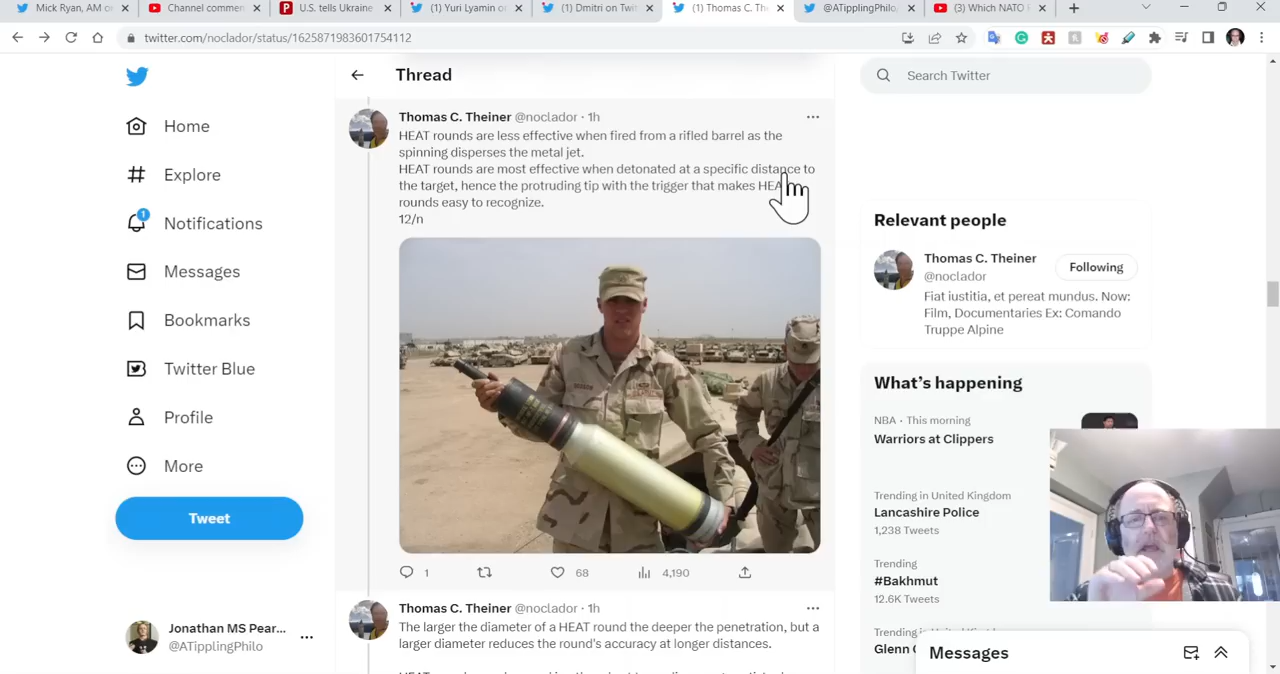 Mick Ryan, AM on
Channel commen
U.S. tells Ukraine
(1) Yuri Lyamin o
(1) Dmitri on Twi
(1) Thomas C. Th
@ATipplingPhilo
(3) Which NATO
twitter.com/noclador/status/1625871983601754112
Home
Explore
1
Notifications
Messages
Bookmarks
Twitter Blue
Profile
More
Tweet
Jonathan MS Pear...
@ATipplingPhilo
Thread
Thomas C. Theiner @noclador · 1h
HEAT rounds are less effective when fired from a rifled barrel as the
spinning disperses the metal jet.
HEAT rounds are most effective when detonated at a specific distance to
the target, hence the protruding tip with the trigger that makes HEA
rounds easy to recognize.
12/n
1 68 4,190
Thomas C. Theiner @noclador · 1h
The larger the diameter of a HEAT round the deeper the penetration, but a
larger diameter reduces the round's accuracy at longer distances.
Search Twitter
Relevant people
Thomas C. Theiner
@noclador
Following
Fiat iustitia, et pereat mundus. Now:
Film, Documentaries Ex: Comando
Truppe Alpine
What's happening
NBA · This morning
Warriors at Clippers
Trending in United Kingdom
Lancashire Police
1,238 Tweets
Trending
#Bakhmut
12.6K Tweets
Glenn
Messages